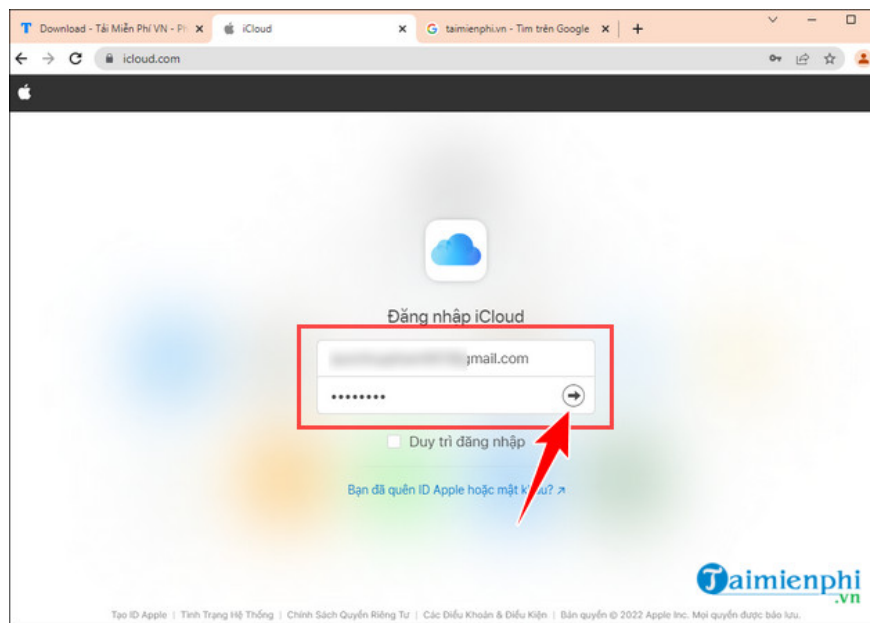 Download - Tải Miễn Phí VN - Ph
iCloud
taimienphi.vn - Tìm trên Google
icloud.com
Đăng nhập iCloud
gmail.com
Duy trì đăng nhập
Bạn đã quên ID Apple hoặc mật khẩu?
Taimienphi
.vn
Tạo ID Apple | Tình Trạng Hệ Thống | Chính Sách Quyền Riêng Tư | Các Điều Khoản & Điều Kiện | Bản quyền © 2022 Apple Inc. Mọi quyền được bảo lưu.